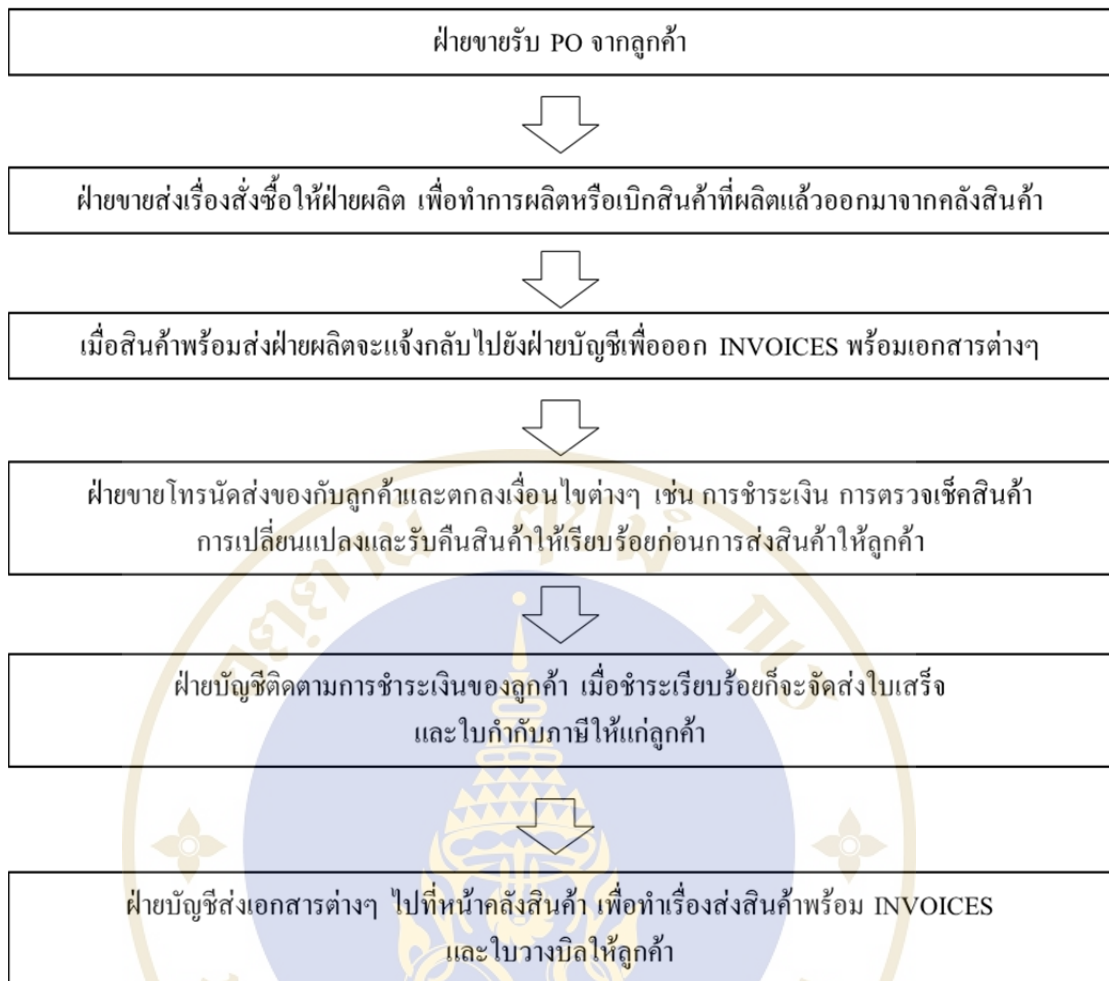 ฝ่ายขายรับ PO จากลูกค้า
ฝ่ายขายส่งเรื่องสั่งซื้อให้ฝ่ายผลิต เพื่อทำการผลิตหรือเบิกสินค้าที่ผลิตแล้วออกมาจากคลังสินค้า
เมื่อสินค้าพร้อมส่งฝ่ายผลิตจะแจ้งกลับไปยังฝ่ายบัญชีเพื่อออก INVOICES พร้อมเอกสารต่างๆ
ฝ่ายขายโทรนัดส่งของกับลูกค้าและตกลงเงื่อนไขต่างๆ เช่น การชำระเงิน การตรวจเช็คสินค้า
การเปลี่ยนแปลงและรับคืนสินค้าให้เรียบร้อยก่อนการส่งสินค้าให้ลูกค้า
ฝ่ายบัญชีติดตามการชำระเงินของลูกค้า เมื่อชำระเรียบร้อยก็จะจัดส่งใบเสร็จ
และใบกำกับภาษีให้แก่ลูกค้า
ฝ่ายบัญชีส่งเอกสารต่างๆ ไปที่หน้าคลังสินค้า เพื่อทำเรื่องส่งสินค้าพร้อม INVOICES
และใบวางบิลให้ลูกค้า